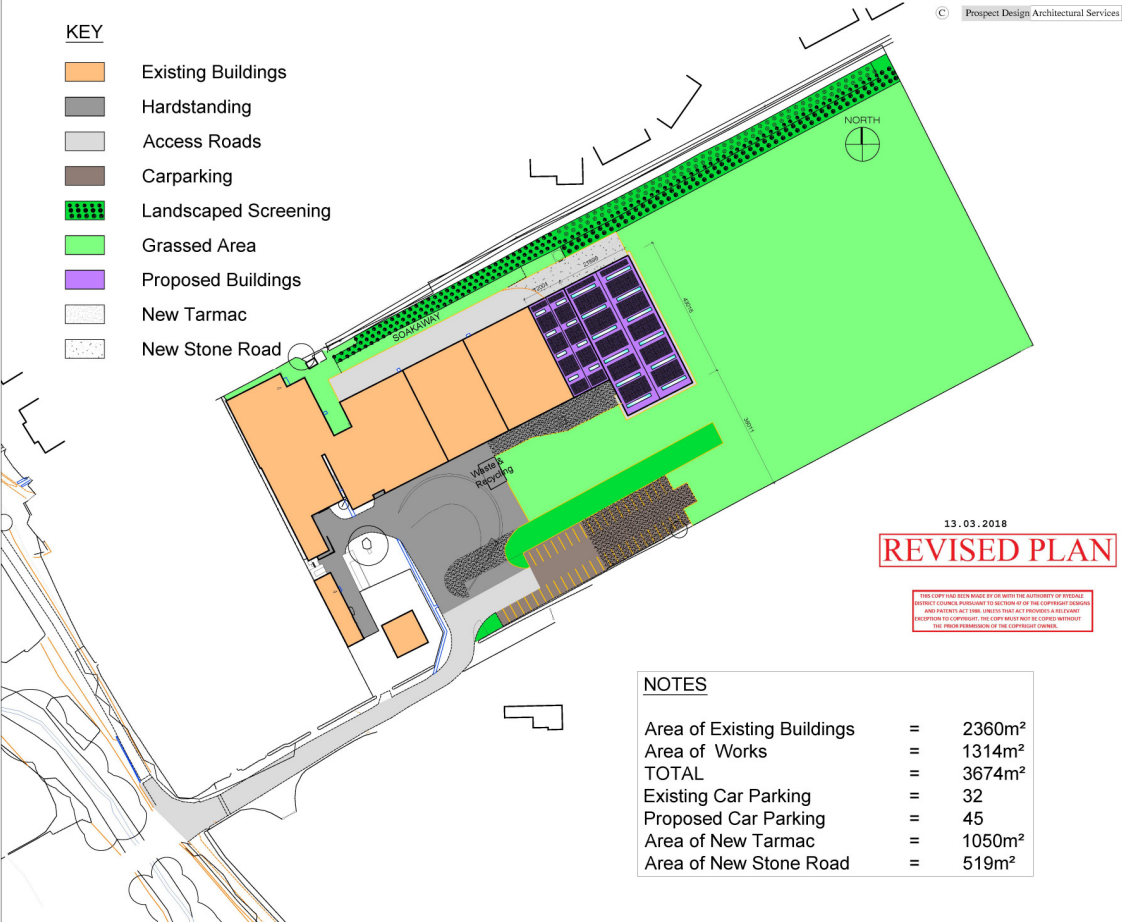 C Prospect Design Architectural Services
KEY
Existing Buildings
Hardstanding
Access Roads
Carparking
Landscaped Screening
Grassed Area
Proposed Buildings
New Tarmac
New Stone Road
NORTH
SOAKAWAY
Waste &
Recycling
13.03.2018
REVISED PLAN
THIS COPY HAD BEEN MADE BY OR WITH THE AUTHORITY OF RYEDALE
DISTRICT COUNCIL PURSUANT TO SECTION 47 OF THE COPYRIGHT DESIGNS
AND PATENTS ACT 1988. UNLESS THAT ACT PROVIDES A RELEVANT
EXCEPTION TO COPYRIGHT. THE COPY MUST NOT BE COPIED WITHOUT
THE PRIOR PERMISSION OF THE COPYRIGHT OWNER.
NOTES
Area of Existing Buildings = 2360m²
Area of Works = 1314m²
TOTAL = 3674m²
Existing Car Parking = 32
Proposed Car Parking = 45
Area of New Tarmac = 1050m²
Area of New Stone Road = 519m²